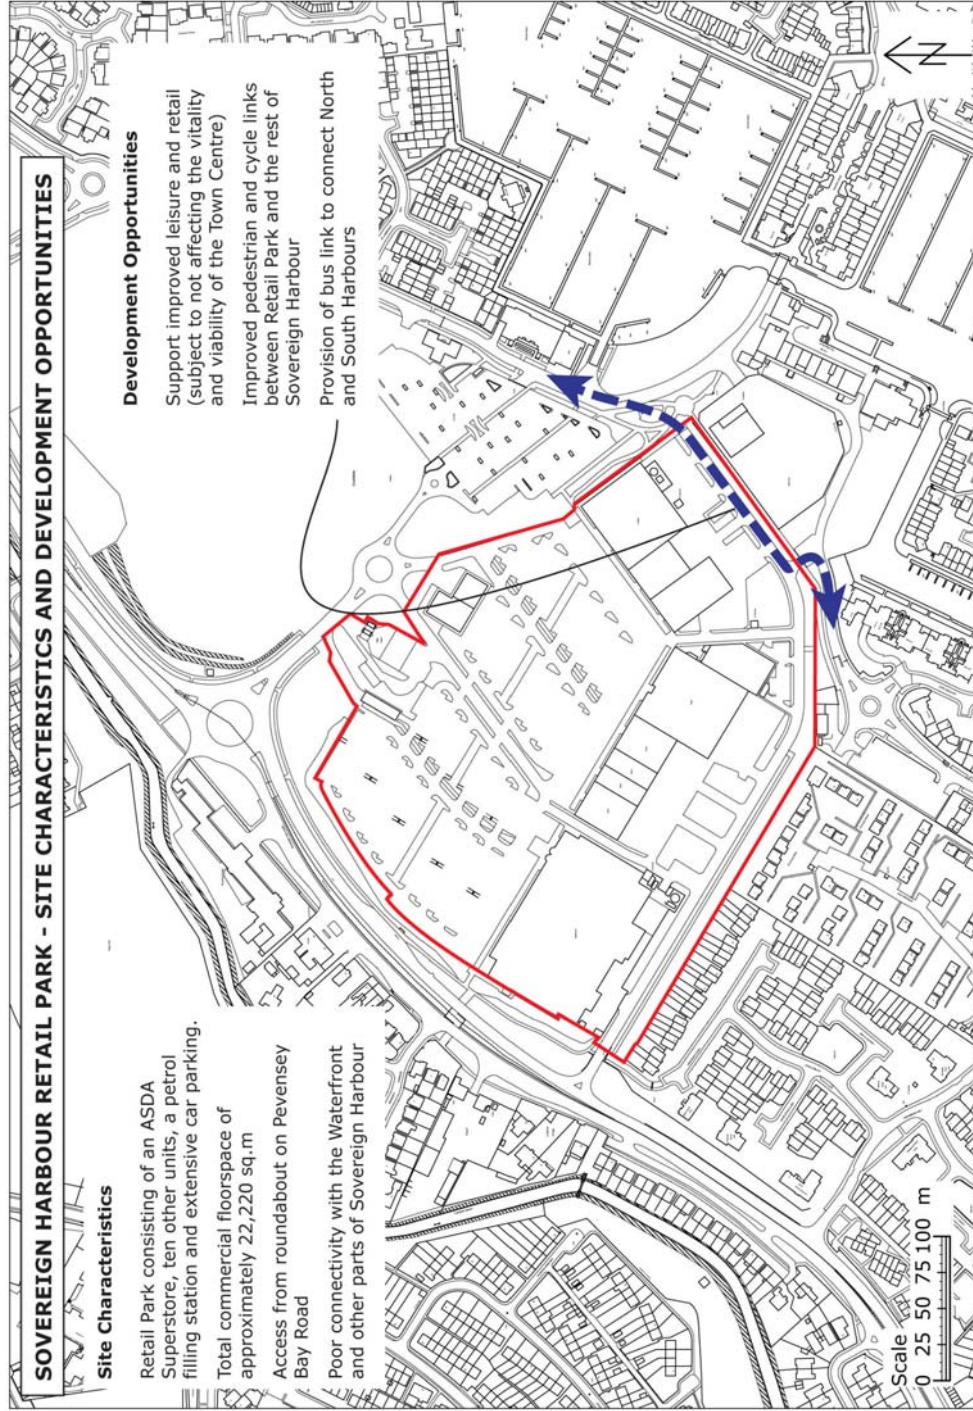 SOVEREIGN HARBOUR RETAIL PARK - SITE CHARACTERISTICS AND DEVELOPMENT OPPORTUNITIES
Site Characteristics
Retail Park consisting of an ASDA
Superstore, ten other units, a petrol
filling station and extensive car parking.
Total commercial floorspace of
approximately 22,220 sq.m
Access from roundabout on Pevensey
Bay Road
Poor connectivity with the Waterfront
and other parts of Sovereign Harbour
Development Opportunities
Support improved leisure and retail
(subject to not affecting the vitality
and viability of the Town Centre)
Improved pedestrian and cycle links
between Retail Park and the rest of
Sovereign Harbour
Provision of bus link to connect North
and South Harbours
Scale
0 25 50 75 100 m
N